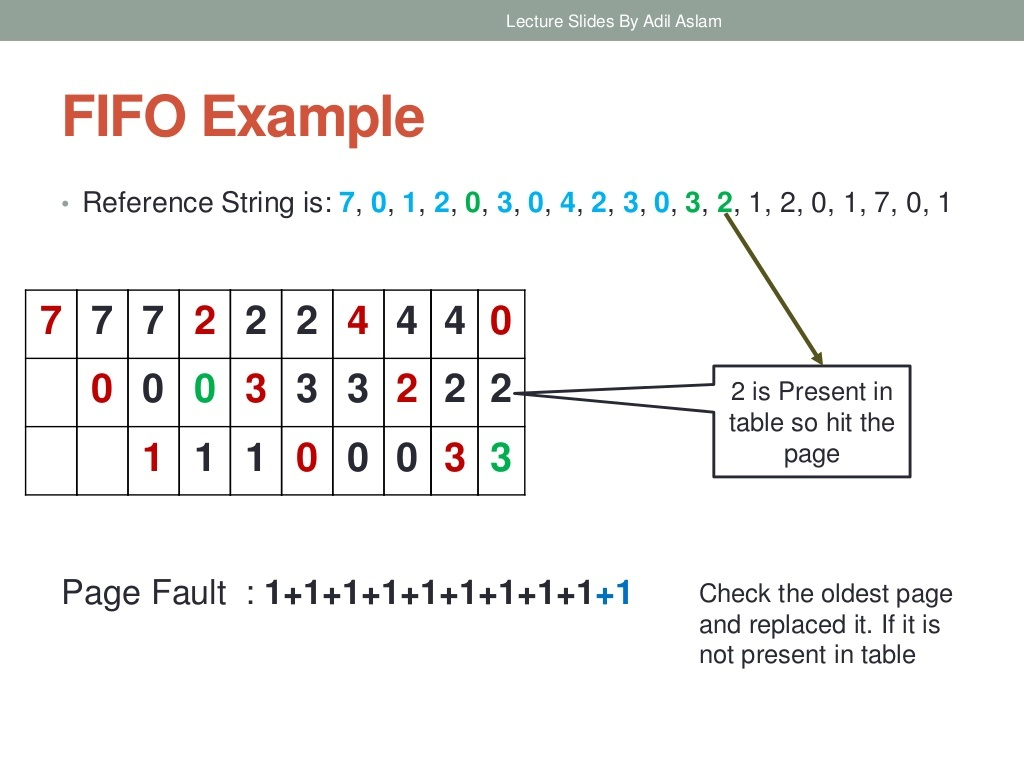 Lecture Slides By Adil Aslam
FIFO Example
• Reference String is: 7, 0, 1, 2, 0, 3, 0, 4, 2, 3, 0, 3, 2, 1, 2, 0, 1, 7, 0, 1
7 7 7 2 2 2 4 4 4 0
0 0 0 3 3 3 2 2 2
1 1 1 0 0 0 3 3
2 is Present in
table so hit the
page
Page Fault : 1+1+1+1+1+1+1+1+1+1
Check the oldest page
and replaced it. If it is
not present in table